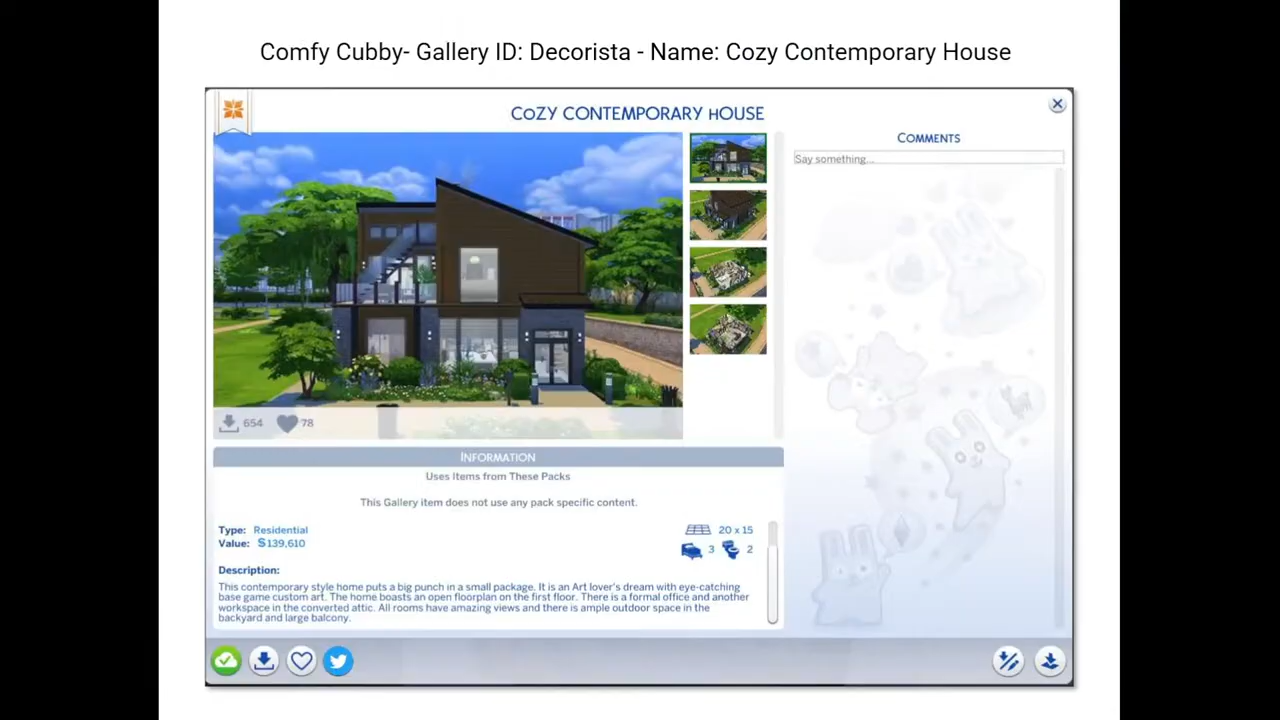 Comfy Cubby- Gallery ID: Decorista - Name: Cozy Contemporary House
CoZY CONTEMPORARY HOUSE
COMMENTS
Say something...
654
78
INFORMATION
Uses Items from These Packs
This Gallery item does not use any pack specific content.
Type: Residential
20 x 15
Value: $139,610
3
2
Description:
This contemporary style home puts a big punch in a small package. It is an Art lover's dream with eye-catching
base game custom art. The home boasts an open floorplan on the first floor. There is a formal office and another
workspace in the converted attic. All rooms have amazing views and there is ample outdoor space in the
backyard and large balcony.